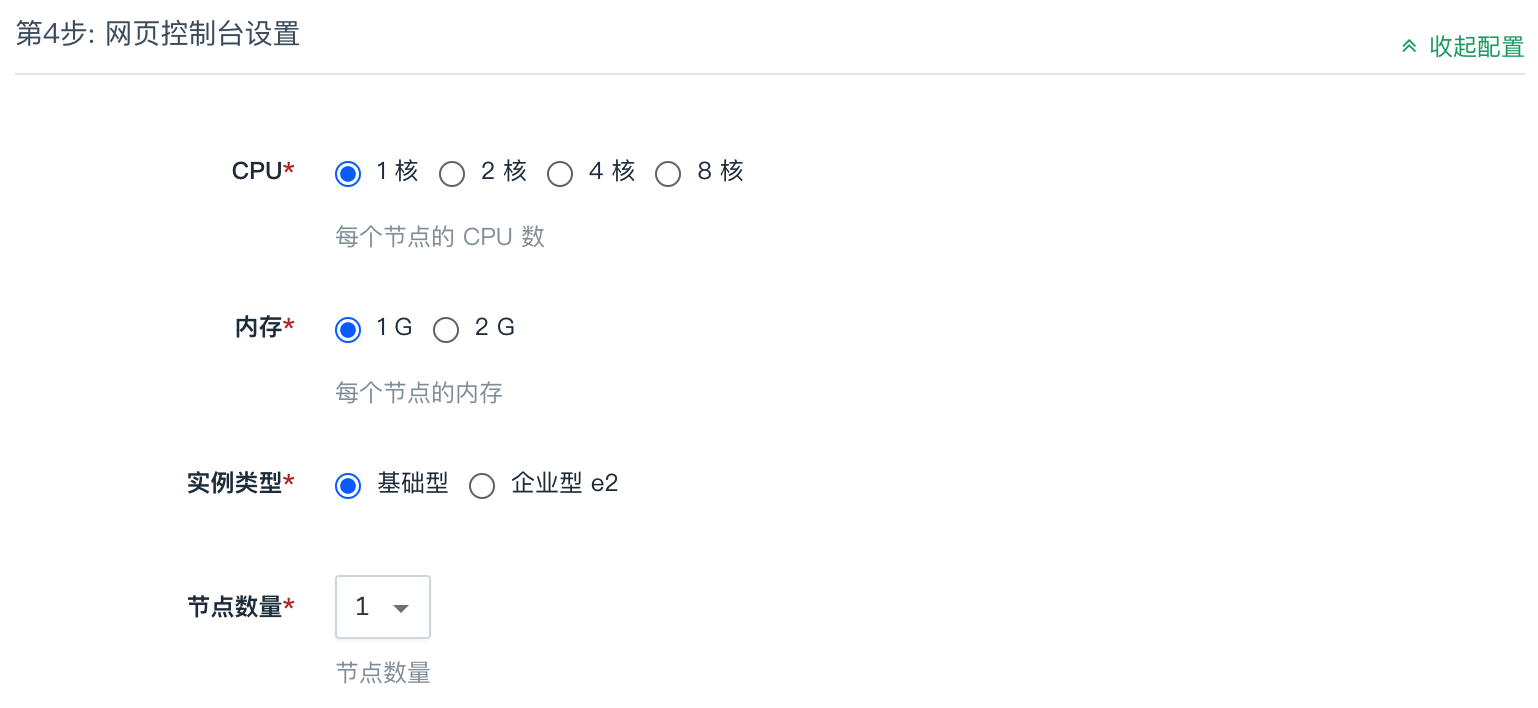 第4步: 网页控制台设置
收起配置
CPU* 1 核 2 核 4 核 8 核
每个节点的 CPU 数
内存* 1 G 2 G
每个节点的内存
实例类型* 基础型 企业型 e2
节点数量* 1
节点数量